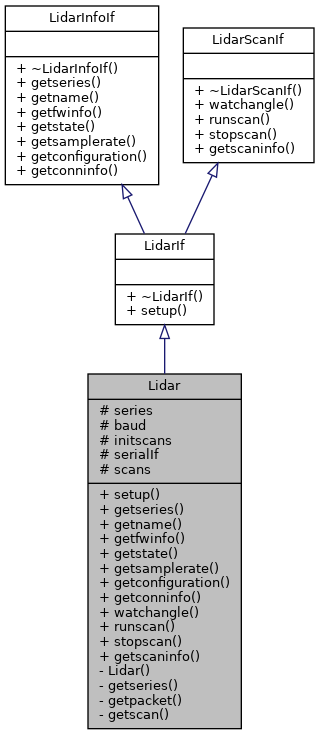 LidarInfoIf
+ ~LidarInfoIf()
+ getseries()
+ getname()
+ getfwinfo()
+ getstate()
+ getsamplerate()
+ getconfiguration()
+ getconninfo()
LidarScanIf
+ ~LidarScanIf()
+ watchangle()
+ runscan()
+ stopscan()
+ getscaninfo()
LidarIf
+ ~LidarIf()
+ setup()
Lidar
# series
# baud
# initscans
# serialIf
# scans
+ setup()
+ getseries()
+ getname()
+ getfwinfo()
+ getstate()
+ getsamplerate()
+ getconfiguration()
+ getconninfo()
+ watchangle()
+ runscan()
+ stopscan()
+ getscaninfo()
- Lidar()
- getseries()
- getpacket()
- getscan()